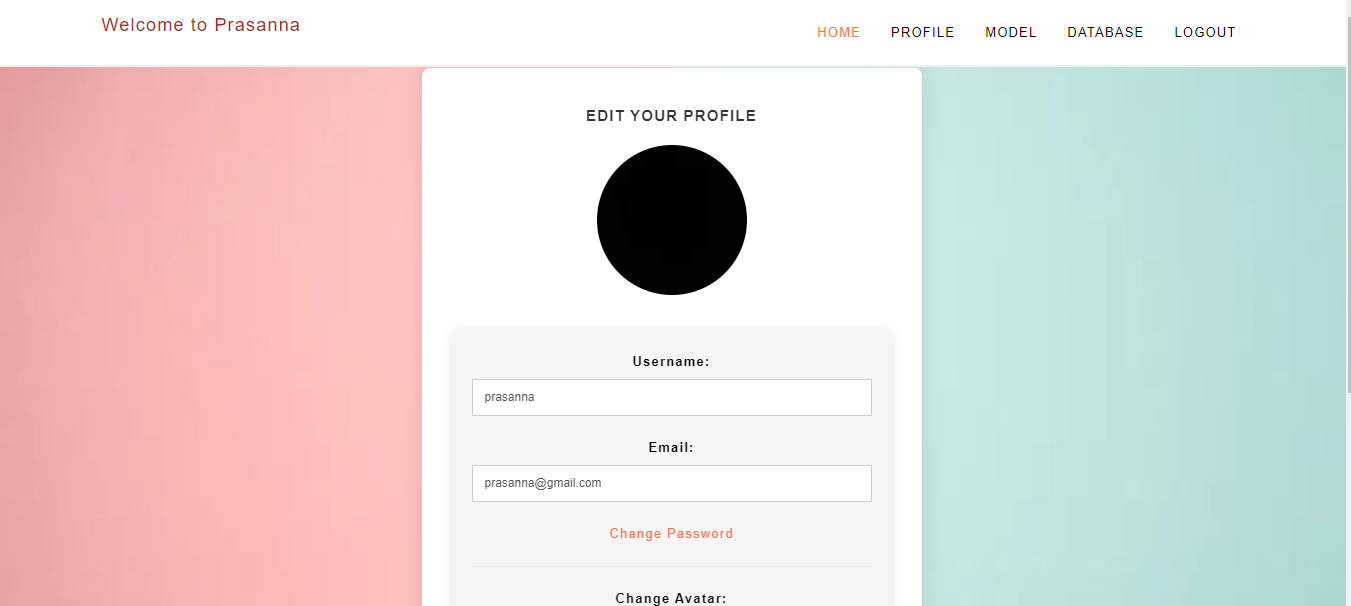 Welcome to Prasanna
HOME PROFILE MODEL DATABASE LOGOUT
EDIT YOUR PROFILE
Username:
prasanna
Email:
prasanna@gmail.com
Change Password
Change Avatar: